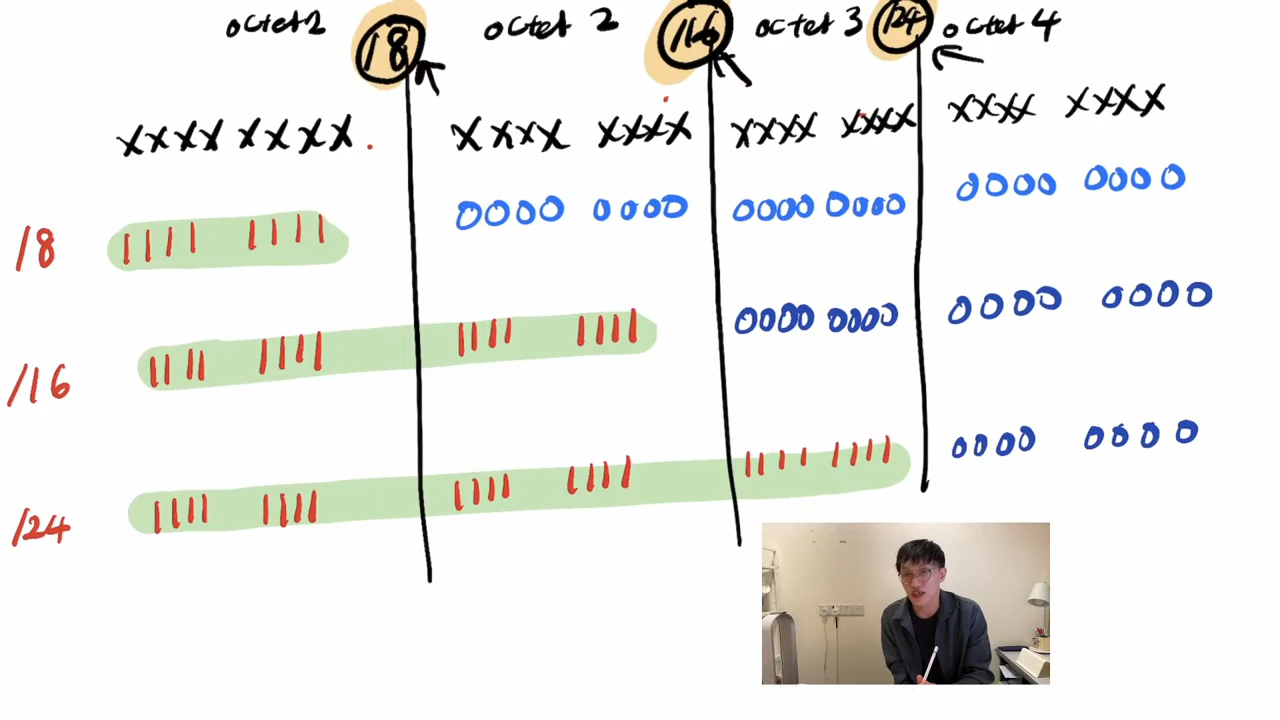 octet 1 /8 octet 2 /16 octet 3 /24 octet 4
xxxx xxxx . xxxx xxxx xxxx xxxx xxxx xxxx
/8 1111 1111 0000 0000 0000 0000 0000 0000
/16 1111 1111 1111 1111 0000 0000 0000 0000
/24 1111 1111 1111 1111 1111 1111 0000 0000